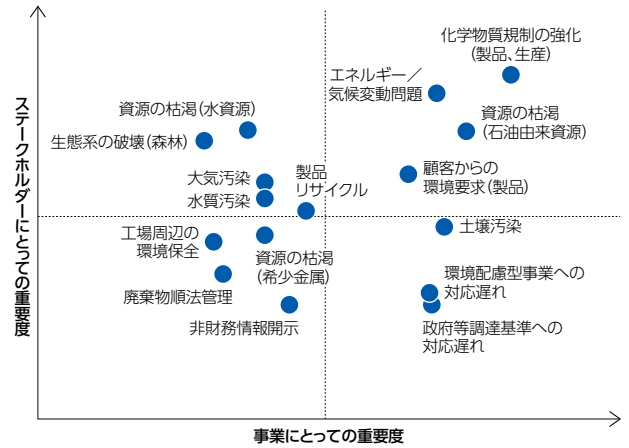 化学物質規制の強化
(製品、生産)
エネルギー／
気候変動問題
資源の枯渇(水資源)
生態系の破壊(森林)
資源の枯渇
(石油由来資源)
大気汚染
水質汚染
製品
リサイクル
顧客からの
環境要求(製品)
工場周辺の
環境保全
資源の枯渇
(希少金属)
土壌汚染
廃棄物順法管理
環境配慮型事業への
対応遅れ
非財務情報開示
政府等調達基準への
対応遅れ
ステークホルダーにとっての重要度
事業にとっての重要度